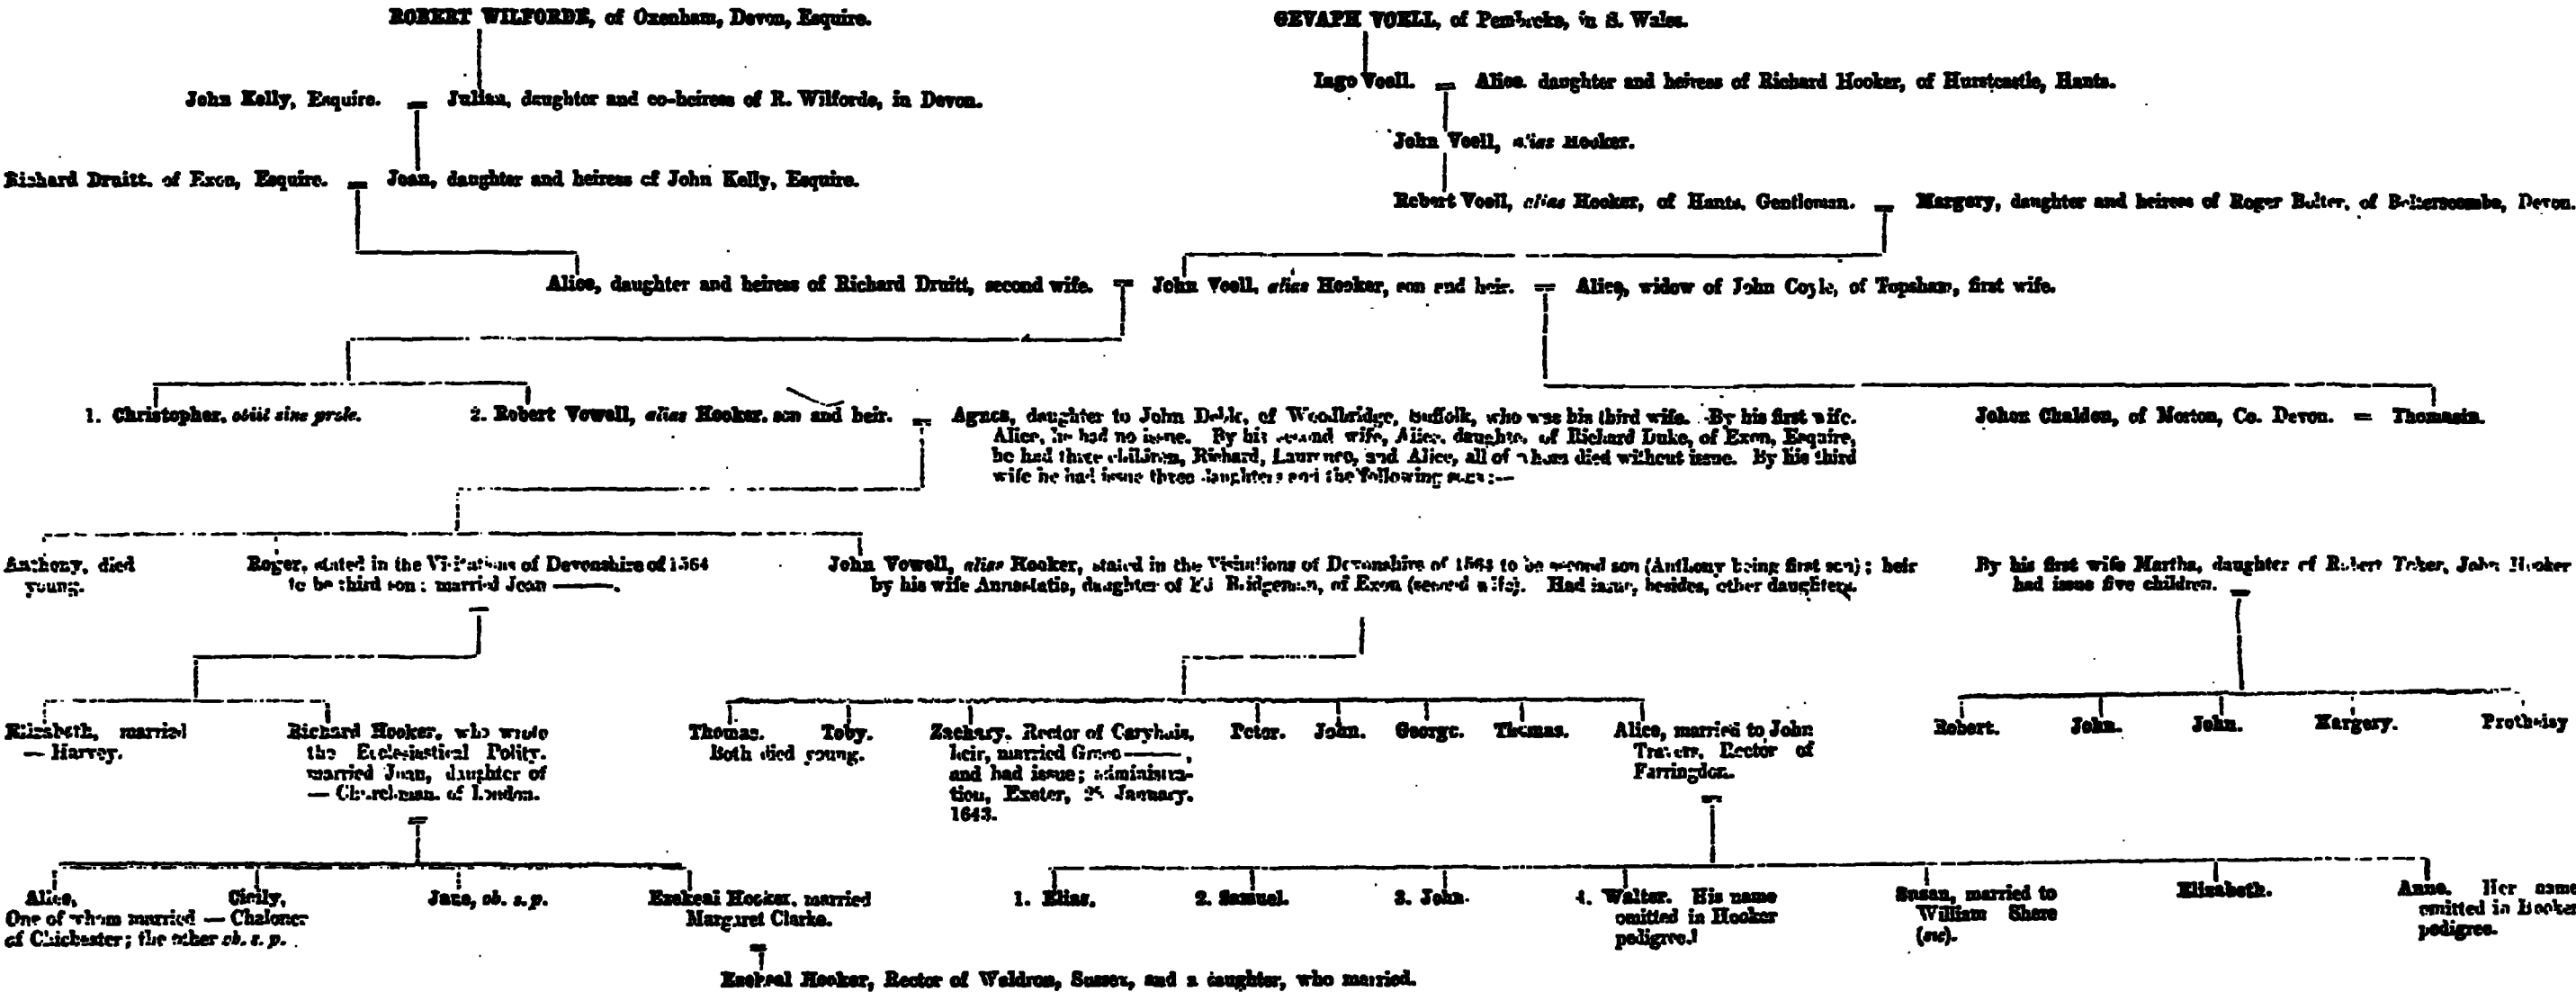 ROBERT WILFORDE, of Oxenham, Devon, Esquire.
GEVAPH VOELL, of Pembroke, in S. Wales.
John Kelly, Esquire. = Julian, daughter and co-heiress of R. Wilforde, in Devon.
Iago Voell. = Alice. daughter and heiress of Richard Hooker, of Hurstcastle, Hants.
John Voell, alias Hooker.
Richard Druitt. of Exon, Esquire. = Joan, daughter and heiress of John Kelly, Esquire.
Robert Voell, alias Hooker, of Hants, Gentleman. = Margery, daughter and heiress of Roger Bolter, of Bolterscombe, Devon.
Alice, daughter and heiress of Richard Druitt, second wife. = John Voell, alias Hooker, son and heir. = Alice, widow of John Coyle, of Topsham, first wife.
1. Christopher, obiit sine prole.
2. Robert Vowell, alias Hooker, son and heir. = Agnes, daughter to John of Woodbridge, Suffolk, who was his third wife. By his first wife.
Alice, he had no issue. By his second wife, Alice, daughter of Richard Duke, of Exon, Esquire,
he had three children, Richard, Laurence, and Alice, all of whom died without issue. By his third
wife he had issue three daughters and the following sons:—
John Chaldon, of Morton, Co. Devon. = Thomasin.
Anthony, died
young.
Roger, stated in the Visitations of Devonshire of 1564
to be third son; married Joan ———.
John Vowell, alias Hooker, stated in the Visitations of Devonshire of 1564 to be second son (Anthony being first son); heir
by his wife Annastatia, daughter of Bridgeman, of Exon (second wife). Had issue, besides, other daughters.
By his first wife Martha, daughter of Robert Toker, John Hooker
had issue five children.
Elizabeth, married
— Harvey.
Richard Hooker, who wrote
the Ecclesiastical Polity.
married Joan, daughter of
— Churchman, of London.
Thomas. Toby.
Both died young.
Zachary, Rector of Caryhais,
heir, married Grace ———,
and had issue; administra-
tion, Exeter, January,
1643.
Peter. John. George. Thomas.
Alice, married to John
Travers, Rector of
Farringdon.
Robert. John. John. Margery. Prothesy
Alice, Cicily,
One of whom married — Chaloner
of Chichester; the other ob. s. p.
Jane, ob. s. p.
Ezekeal Hooker, married
Margaret Clarke.
1. Elias. 2. Samuel. 3. John.
4. Walter. His name
omitted in Hooker
pedigree.
Susan, married to
William Shere
(sic).
Elizabeth.
Anne. Her name
omitted in Hooker
pedigree.
Ezekeal Hooker, Rector of Waldron, Sussex, and a daughter, who married.